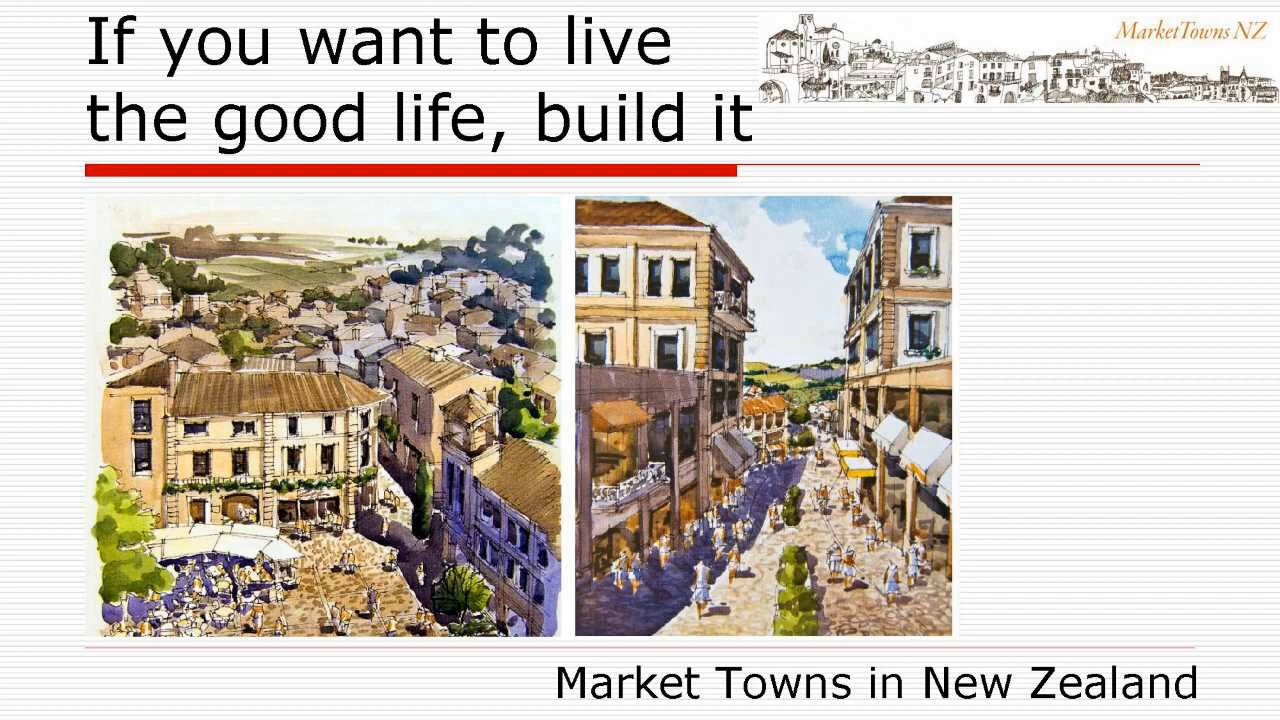 If you want to live
the good life, build it
MarketTowns NZ
Market Towns in New Zealand